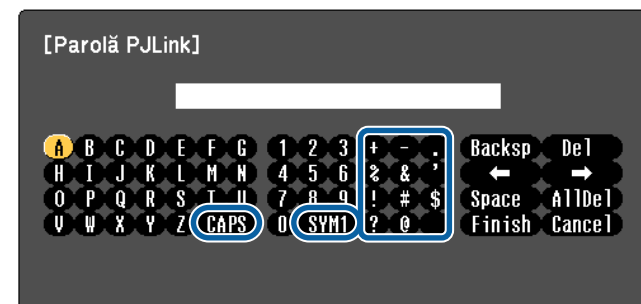 [Parolă PJLink]
A B C D E F G 1 2 3 + - . Backsp Del
H I J K L M N 4 5 6 % & ' ← →
O P Q R S T U 7 8 9 ! # $ Space AllDel
V W X Y Z CAPS 0 SYM1 ? @ Finish Cancel